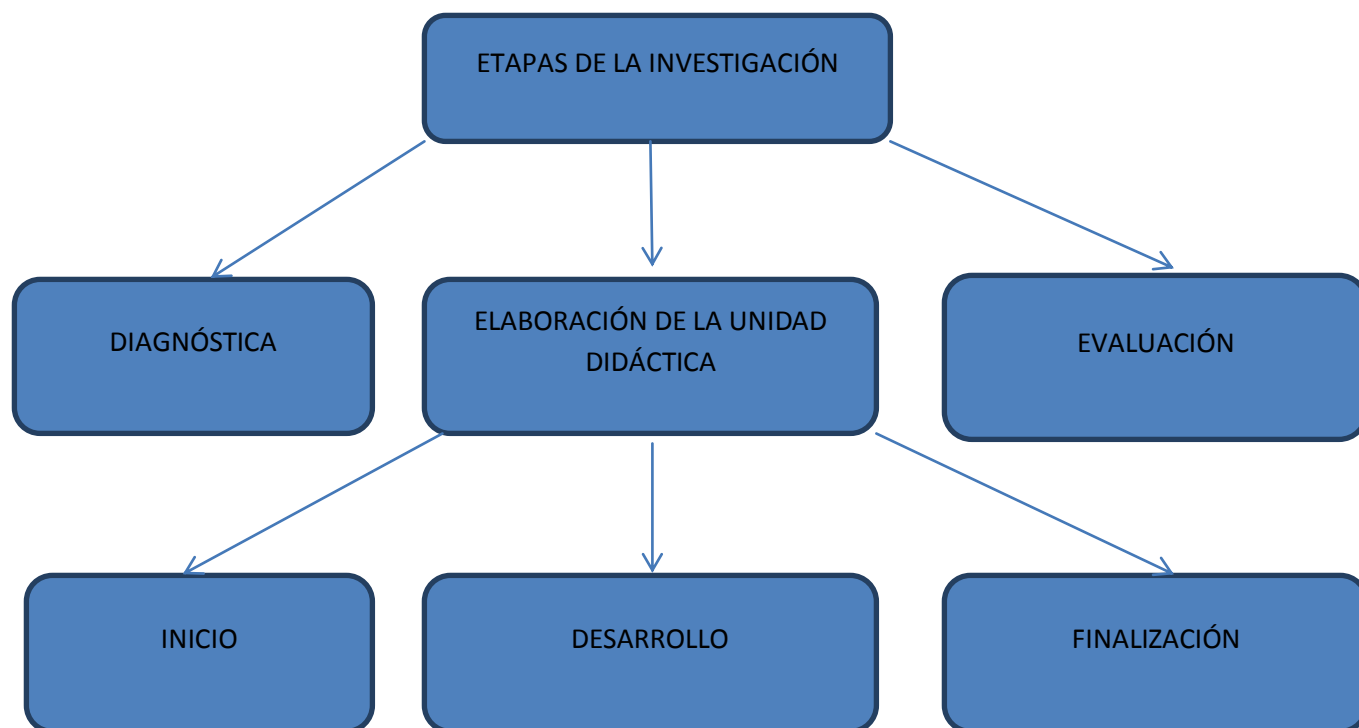 ETAPAS DE LA INVESTIGACIÓN
DIAGNÓSTICA
ELABORACIÓN DE LA UNIDAD
DIDÁCTICA
EVALUACIÓN
INICIO
DESARROLLO
FINALIZACIÓN